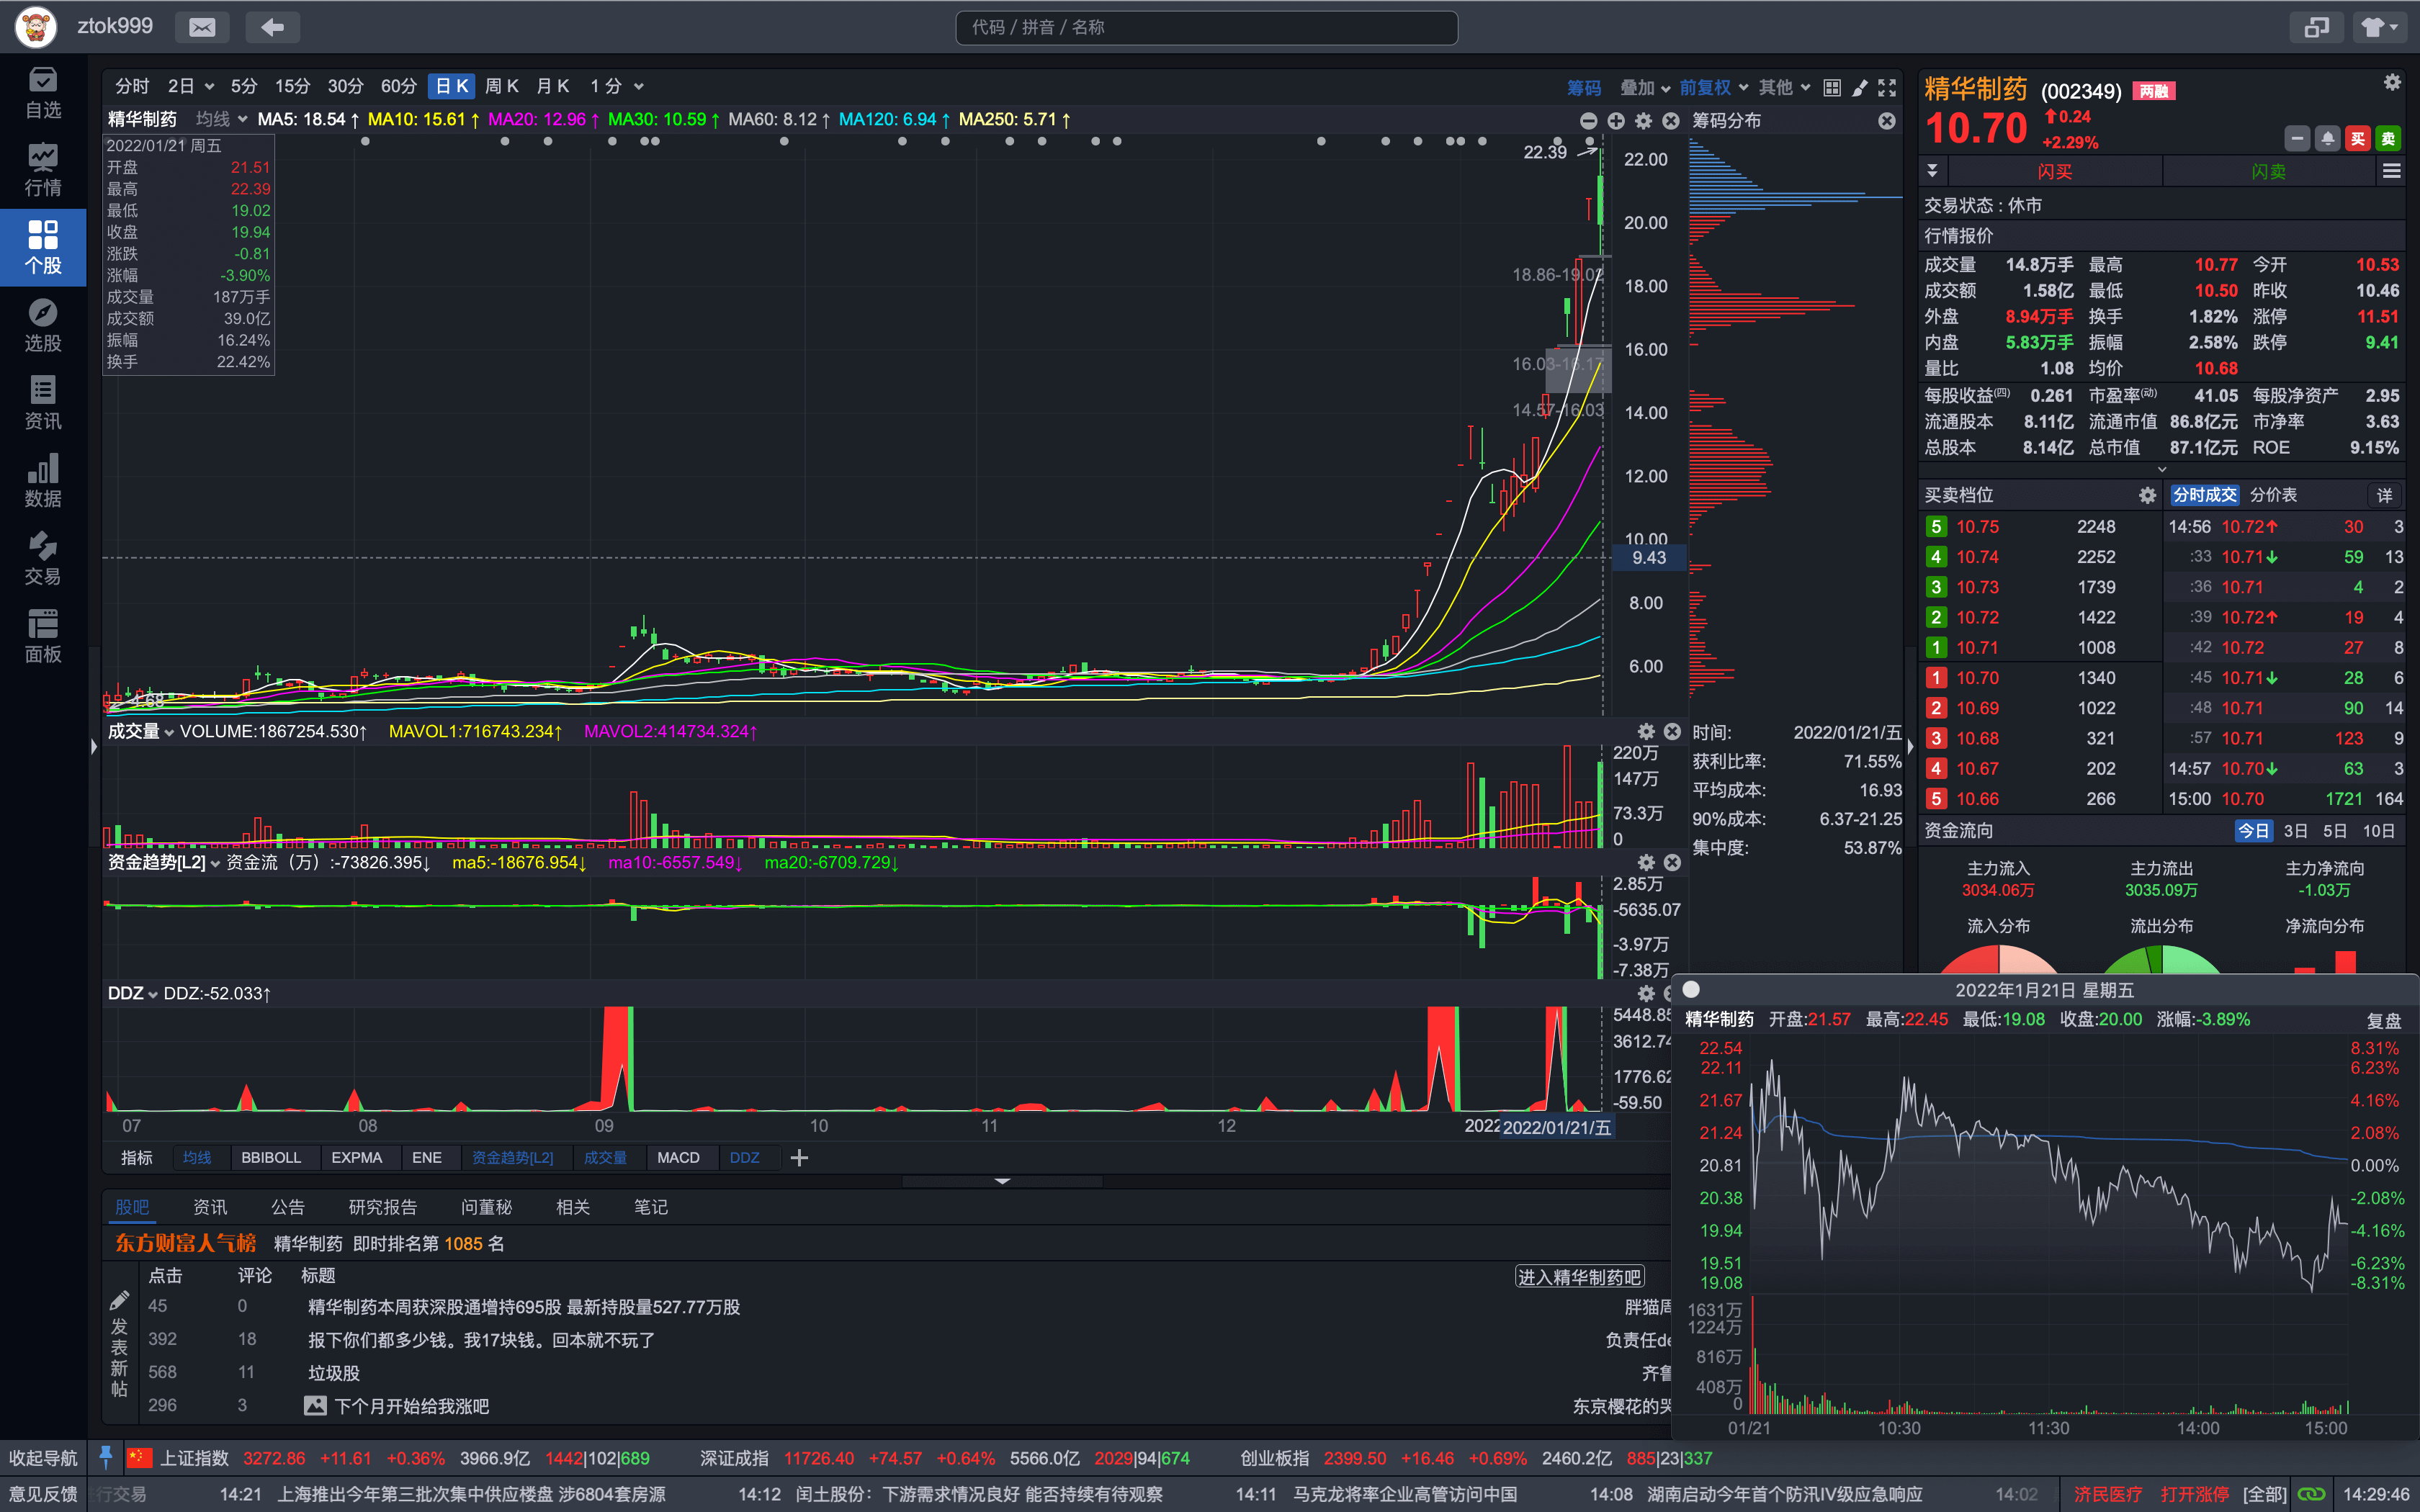 ztok999
代码 / 拼音 / 名称
自选
行情
个股
选股
资讯
数据
交易
面板
收起导航
意见反馈
分时 2日 5分 15分 30分 60分 日K 周K 月K 1分
筹码 叠加 前复权 其他
精华制药 均线 MA5: 18.54↑ MA10: 15.61↑ MA20: 12.96↑ MA30: 10.59↑ MA60: 8.12↑ MA120: 6.94↑ MA250: 5.71↑
筹码分布
2022/01/21 周五
开盘 21.51
最高 22.39
最低 19.02
收盘 19.94
涨跌 -0.81
涨幅 -3.90%
成交量 187万手
成交额 39.0亿
振幅 16.24%
换手 22.42%
22.39
18.86-19.02
16.03-16.17
14.57-16.03
4.68
22.00
20.00
18.00
16.00
14.00
12.00
10.00
9.43
8.00
6.00
成交量 VOLUME:1867254.530↑ MAVOL1:716743.234↑ MAVOL2:414734.324↑
220万
147万
73.3万
0
资金趋势[L2] 资金流（万）:-73826.395↓ ma5:-18676.954↓ ma10:-6557.549↓ ma20:-6709.729↓
2.85万
-5635.07
-3.97万
-7.38万
DDZ DDZ:-52.033↑
5448.85
3612.74
1776.62
-59.50
07 08 09 10 11 12 2022 2022/01/21/五
时间: 2022/01/21/五
获利比率: 71.55%
平均成本: 16.93
90%成本: 6.37-21.25
集中度: 53.87%
指标 均线 BBIBOLL EXPMA ENE 资金趋势[L2] 成交量 MACD DDZ
股吧 资讯 公告 研究报告 问董秘 相关 笔记
东方财富人气榜 精华制药 即时排名第 1085 名
点击 评论 标题
进入精华制药吧
发表新帖
45 0 精华制药本周获深股通增持695股 最新持股量527.77万股 胖猫周
392 18 报下你们都多少钱。我17块钱。回本就不玩了 负责任de
568 11 垃圾股 齐鲁
296 3 下个月开始给我涨吧 东京樱花的哭
精华制药 (002349) 两融
10.70 ↑0.24
+2.29%
买 卖
闪买 闪卖
交易状态 : 休市
行情报价
成交量 14.8万手 最高 10.77 今开 10.53
成交额 1.58亿 最低 10.50 昨收 10.46
外盘 8.94万手 换手 1.82% 涨停 11.51
内盘 5.83万手 振幅 2.58% 跌停 9.41
量比 1.08 均价 10.68
每股收益(四) 0.261 市盈率(动) 41.05 每股净资产 2.95
流通股本 8.11亿 流通市值 86.8亿元 市净率 3.63
总股本 8.14亿 总市值 87.1亿元 ROE 9.15%
买卖档位
5 10.75 2248
4 10.74 2252
3 10.73 1739
2 10.72 1422
1 10.71 1008
1 10.70 1340
2 10.69 1022
3 10.68 321
4 10.67 202
5 10.66 266
分时成交 分价表 详
14:56 10.72↑ 30 3
:33 10.71↓ 59 13
:36 10.71 4 2
:39 10.72↑ 19 4
:42 10.72 27 8
:45 10.71↓ 28 6
:48 10.71 90 14
:57 10.71 123 9
14:57 10.70↓ 63 3
15:00 10.70 1721 164
资金流向 今日 3日 5日 10日
主力流入 主力流出 主力净流向
3034.06万 3035.09万 -1.03万
流入分布 流出分布 净流向分布
2022年1月21日 星期五
精华制药 开盘:21.57 最高:22.45 最低:19.08 收盘:20.00 涨幅:-3.89% 复盘
22.54 8.31%
22.11 6.23%
21.67 4.16%
21.24 2.08%
20.81 0.00%
20.38 -2.08%
19.94 -4.16%
19.51 -6.23%
19.08 -8.31%
1631万
1224万
816万
408万
0
01/21 10:30 11:30 14:00 15:00
上证指数 3272.86 +11.61 +0.36% 3966.9亿 1442|102|689 深证成指 11726.40 +74.57 +0.64% 5566.0亿 2029|94|674 创业板指 2399.50 +16.46 +0.69% 2460.2亿 885|23|337
行交易 14:21 上海推出今年第三批次集中供应楼盘 涉6804套房源 14:12 闰土股份：下游需求情况良好 能否持续有待观察 14:11 马克龙将率企业高管访问中国 14:08 湖南启动今年首个防汛Ⅳ级应急响应 14:02 济民医疗 打开涨停 [全部] 14:29:46